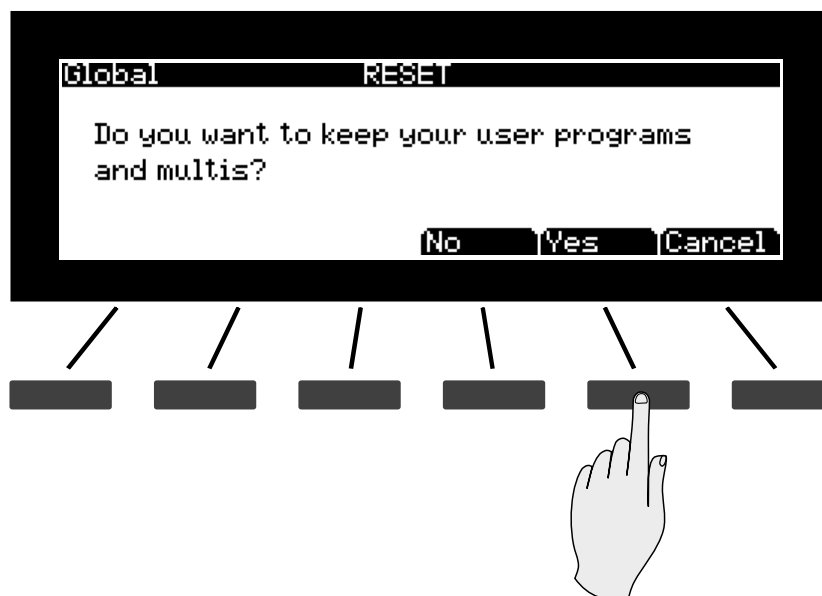 Global RESET
Do you want to keep your user programs
and multis?
No Yes Cancel